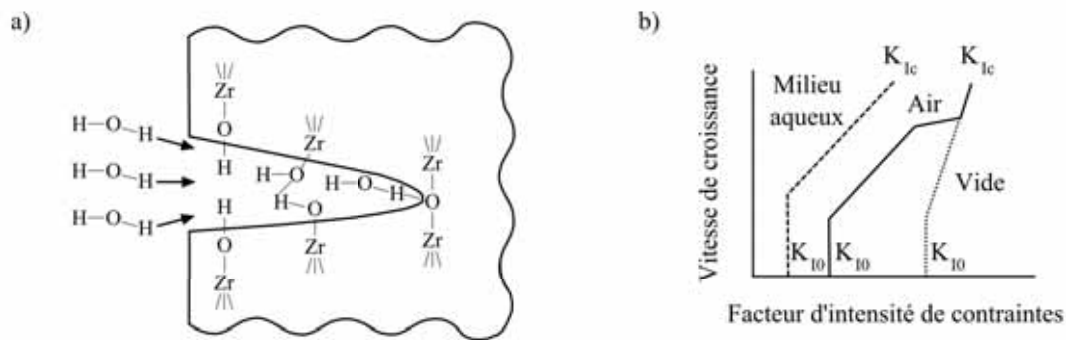 a)
b)
Zr
O
H
H–O–H
H–O–H
H–O–H
H
O
Zr
Zr
H–O
H
O
Zr
H–O–H
Zr
O
Zr
Vitesse de croissance
Milieu
aqueux
K_Ic
K_Ic
Air
Vide
K_I0
K_I0
K_I0
Facteur d'intensité de contraintes